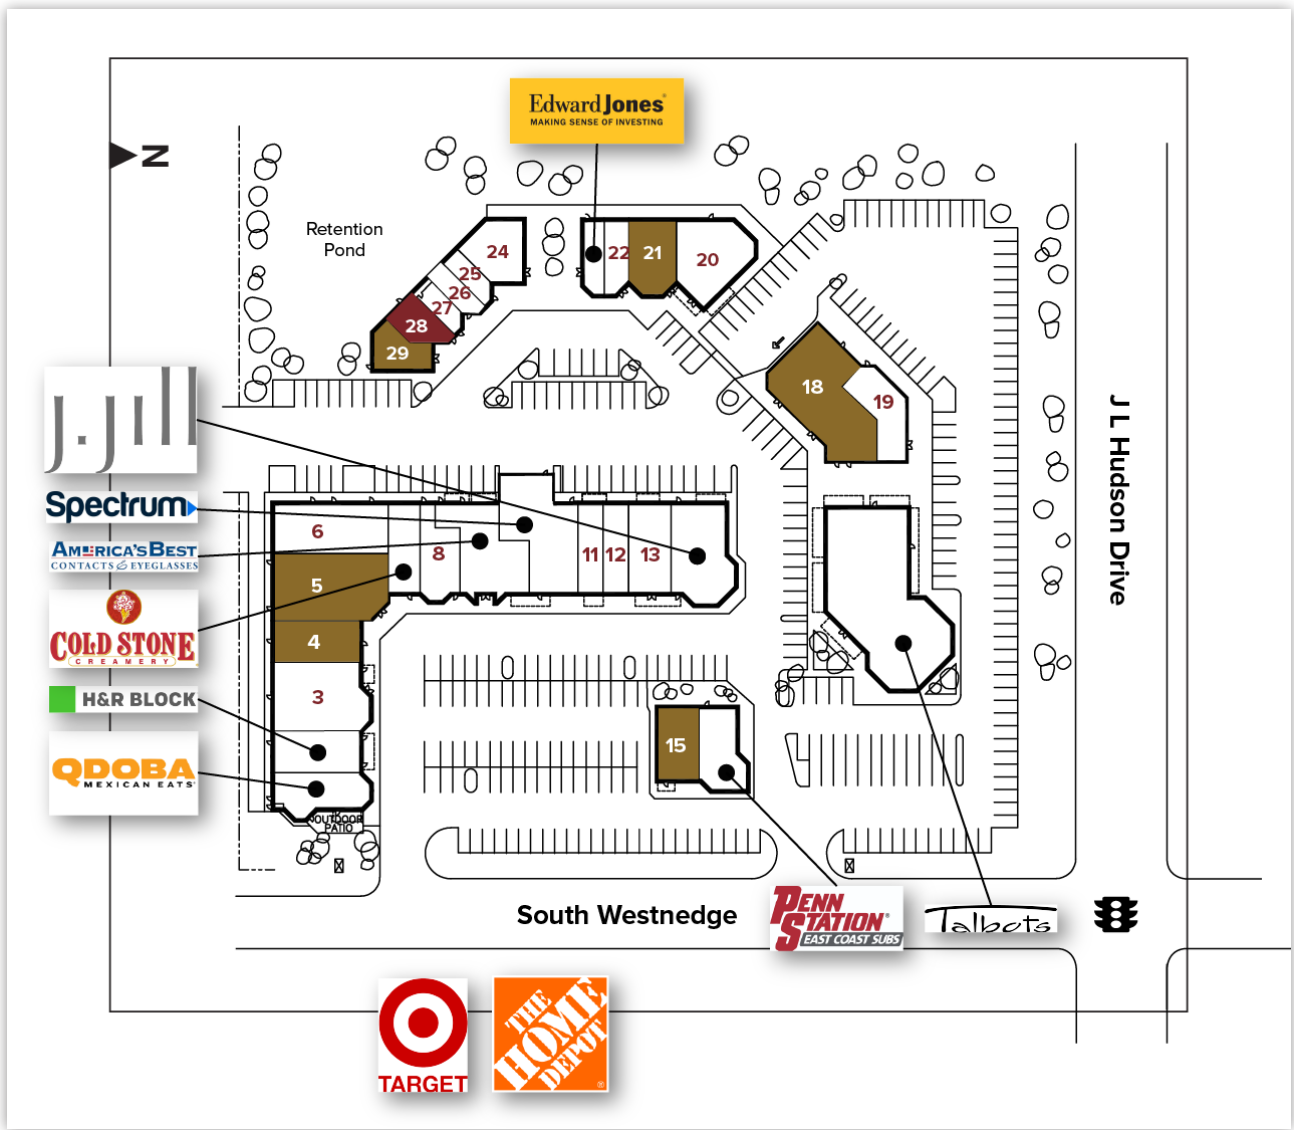 Edward Jones®
MAKING SENSE OF INVESTING
N
Retention
Pond
24
25
26
27
28
29
22
21
20
18
19
J.JILL
Spectrum
AMERICA'S BEST
CONTACTS & EYEGLASSES
COLD STONE
CREAMERY
H&R BLOCK
QDOBA
MEXICAN EATS
6
5
4
3
8
11
12
13
15
OUTDOOR
PATIO
J L Hudson Drive
South Westnedge
PENN
STATION®
EAST COAST SUBS
Talbots
TARGET
THE
HOME
DEPOT
®